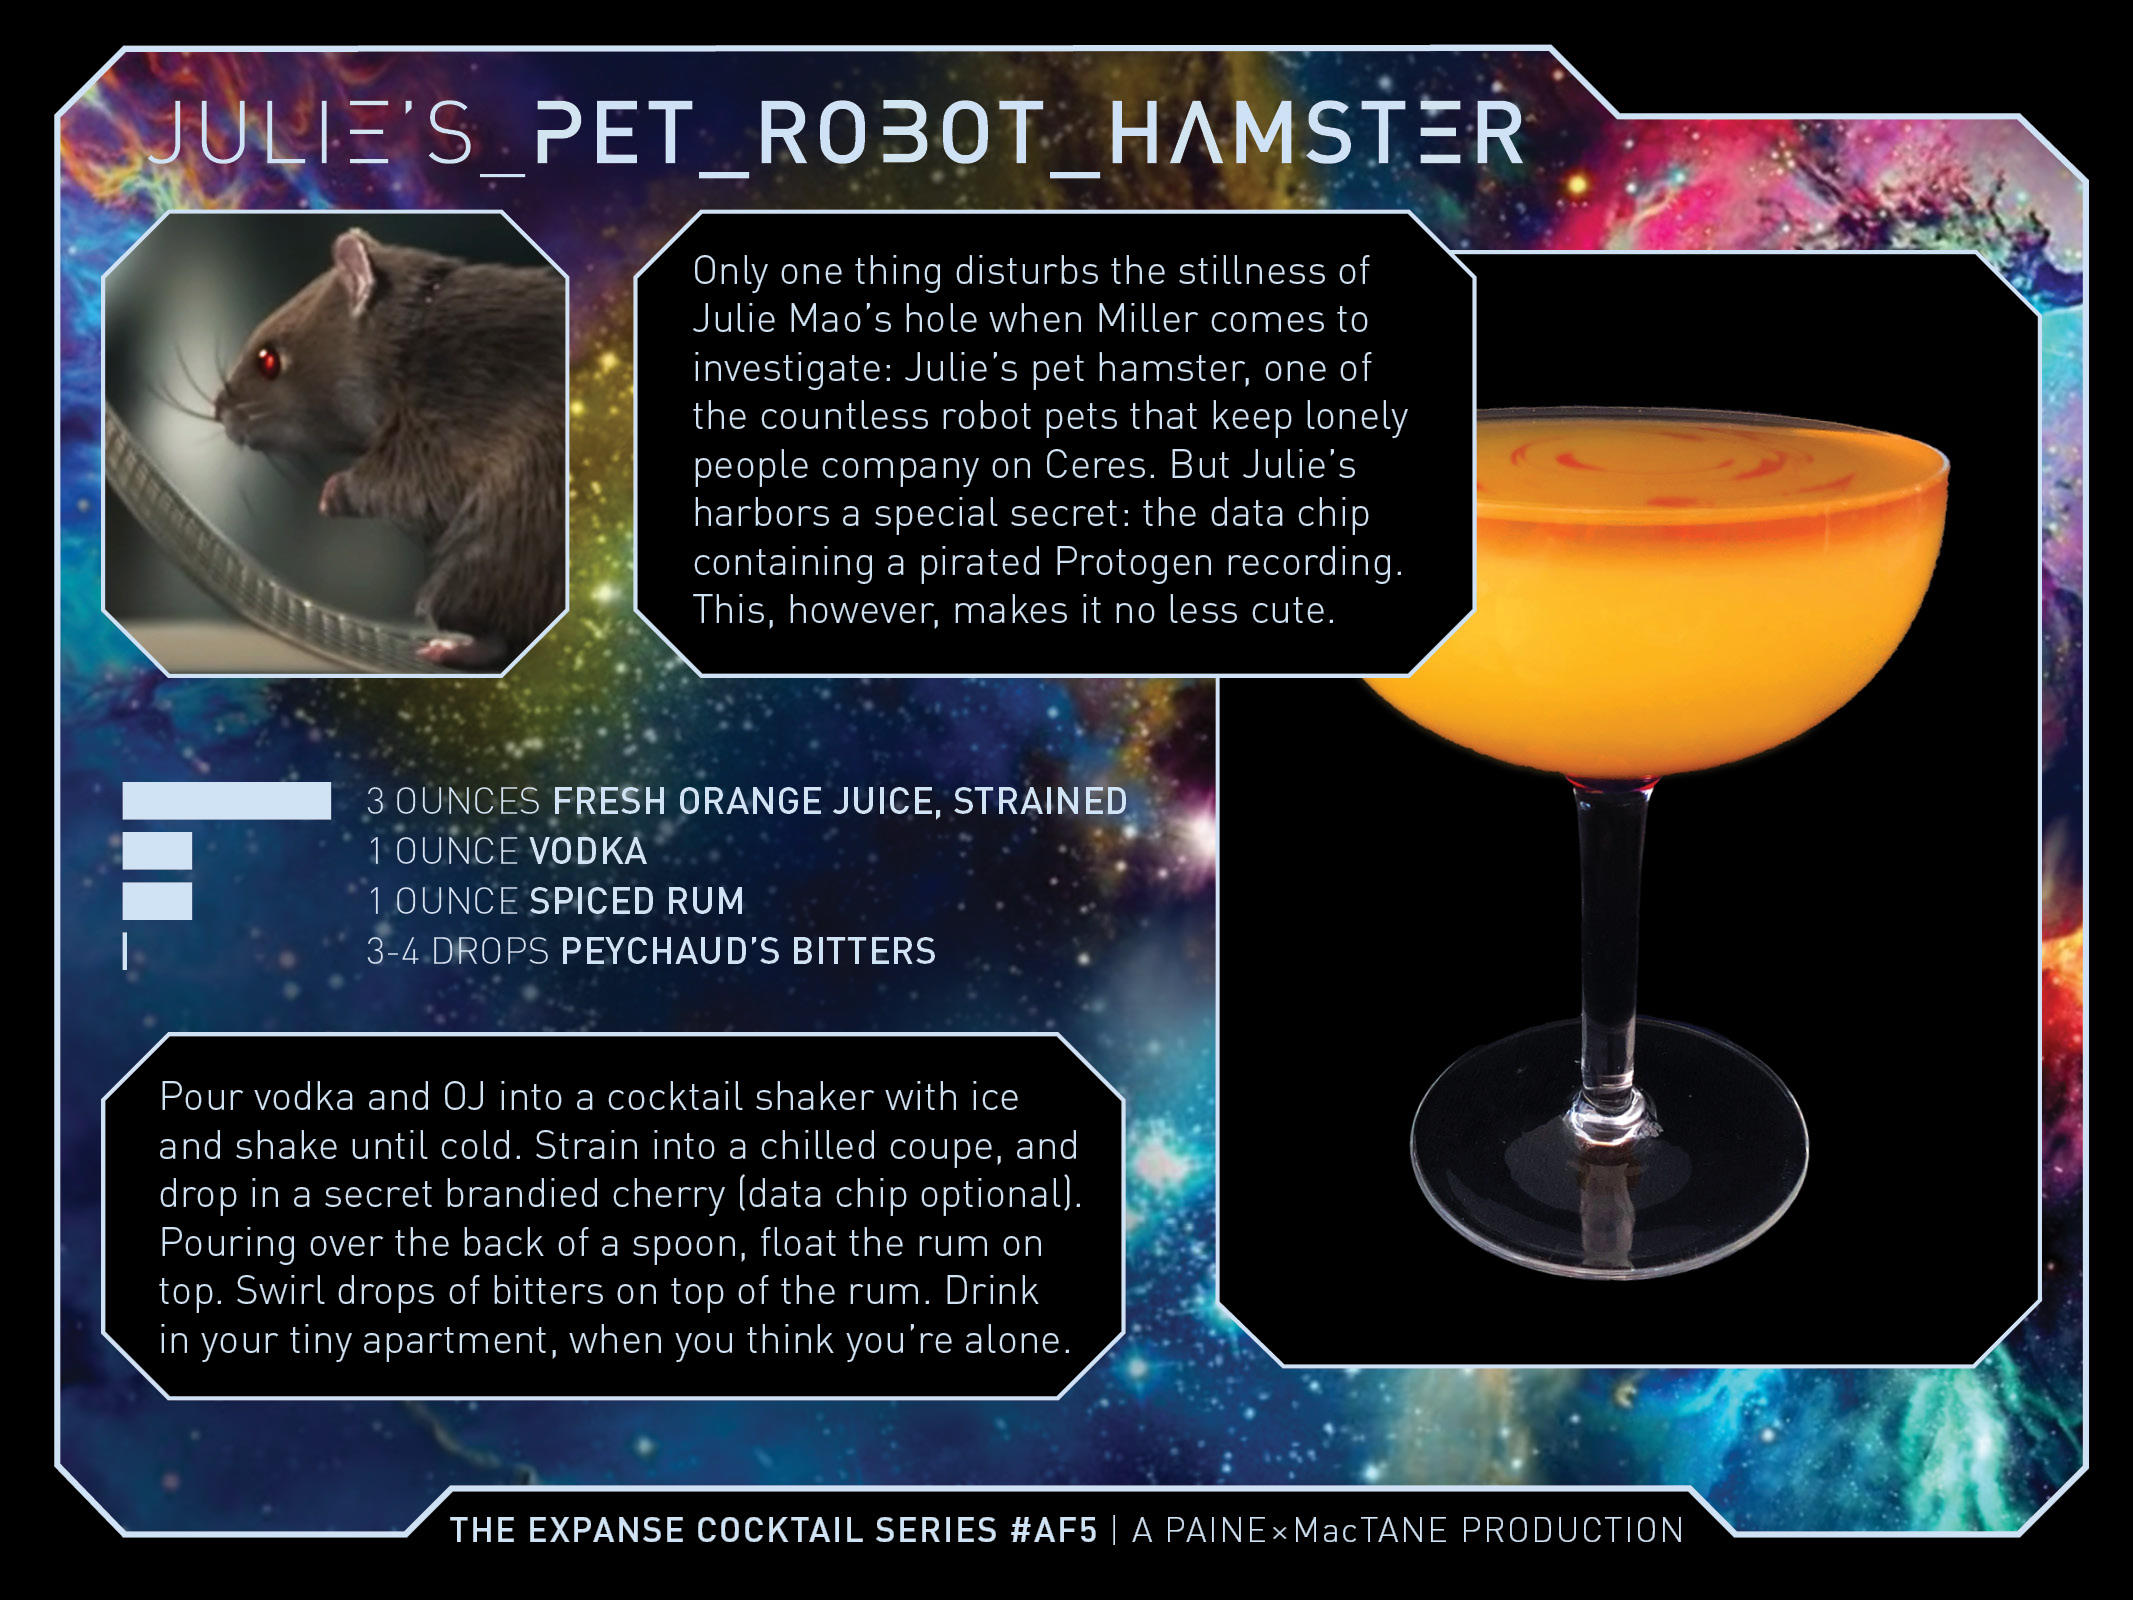 JULIE'S_PET_ROBOT_HAMSTER
Only one thing disturbs the stillness of
Julie Mao's hole when Miller comes to
investigate: Julie's pet hamster, one of
the countless robot pets that keep lonely
people company on Ceres. But Julie's
harbors a special secret: the data chip
containing a pirated Protogen recording.
This, however, makes it no less cute.
3 OUNCES FRESH ORANGE JUICE, STRAINED
1 OUNCE VODKA
1 OUNCE SPICED RUM
3-4 DROPS PEYCHAUD'S BITTERS
Pour vodka and OJ into a cocktail shaker with ice
and shake until cold. Strain into a chilled coupe, and
drop in a secret brandied cherry (data chip optional).
Pouring over the back of a spoon, float the rum on
top. Swirl drops of bitters on top of the rum. Drink
in your tiny apartment, when you think you're alone.
THE EXPANSE COCKTAIL SERIES #AF5 | A PAINE×MacTANE PRODUCTION